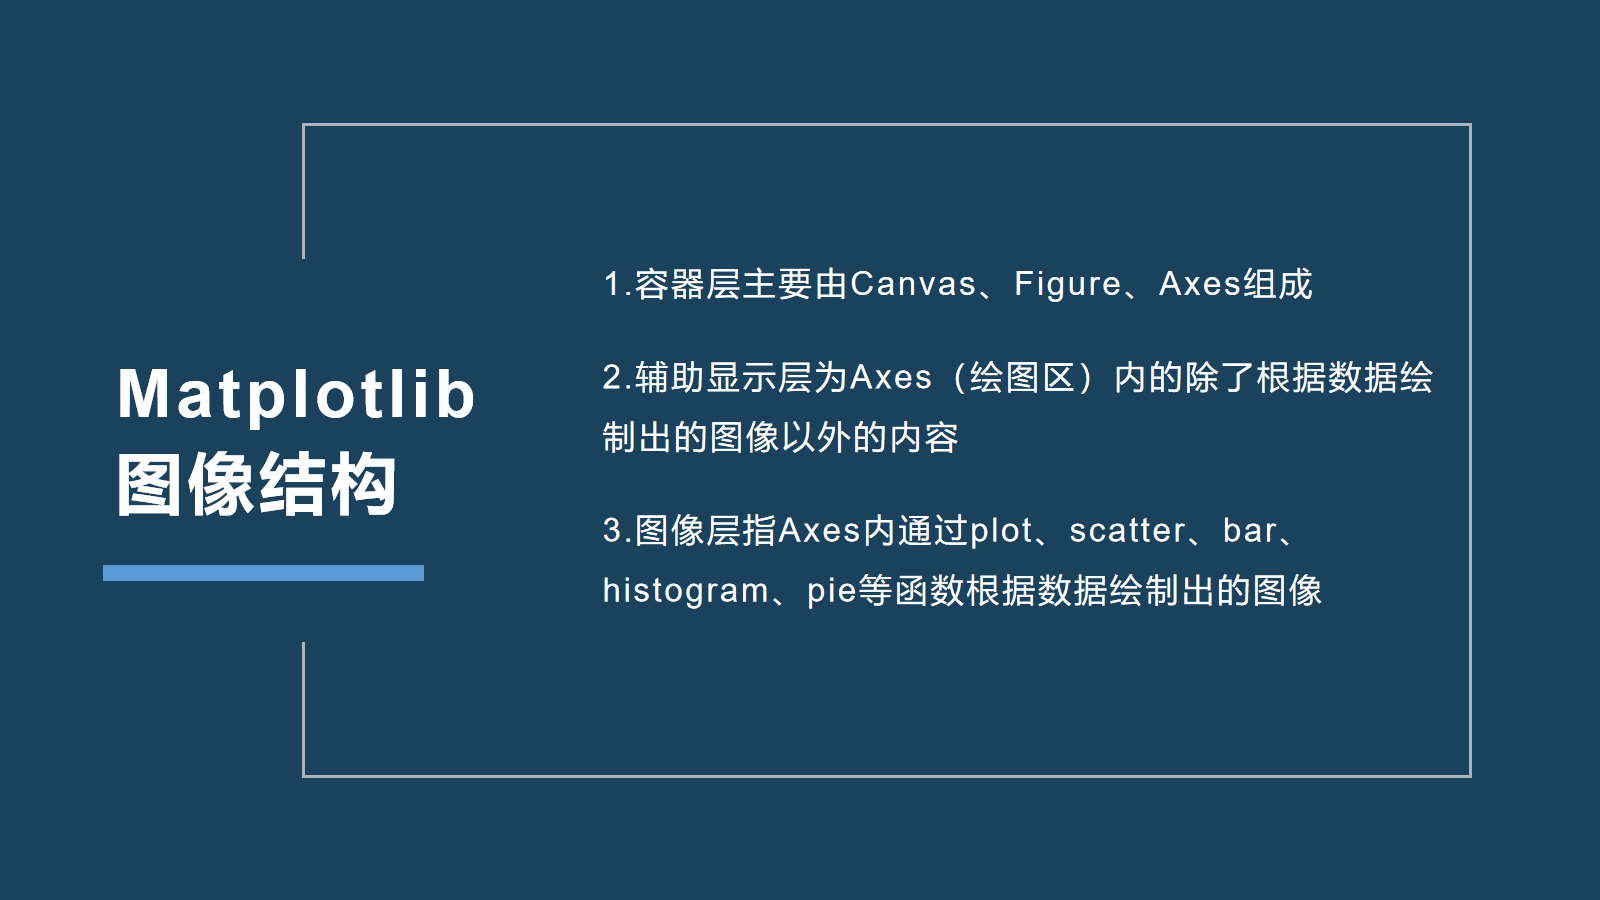 Matplotlib
图像结构
1.容器层主要由Canvas、Figure、Axes组成
2.辅助显示层为Axes（绘图区）内的除了根据数据绘
制出的图像以外的内容
3.图像层指Axes内通过plot、scatter、bar、
histogram、pie等函数根据数据绘制出的图像